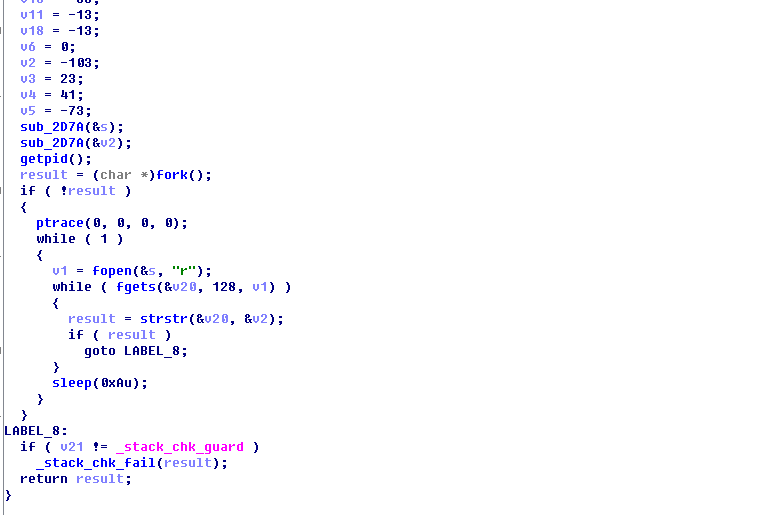 v11 = -13;
v18 = -13;
v6 = 0;
v2 = -103;
v3 = 23;
v4 = 41;
v5 = -73;
sub_2D7A(&s);
sub_2D7A(&v2);
getpid();
result = (char *)fork();
if ( !result )
{
ptrace(0, 0, 0, 0);
while ( 1 )
{
v1 = fopen(&s, "r");
while ( fgets(&v20, 128, v1) )
{
result = strstr(&v20, &v2);
if ( result )
goto LABEL_8;
}
sleep(0xAu);
}
}
LABEL_8:
if ( v21 != _stack_chk_guard )
_stack_chk_fail(result);
return result;
}